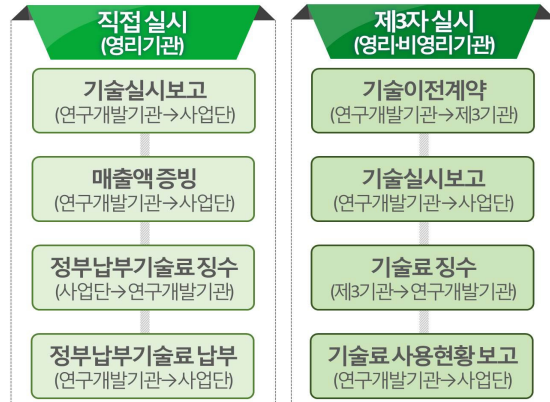 직접 실시
(영리기관)
기술실시보고
(연구개발기관→사업단)
매출액 증빙
(연구개발기관→사업단)
정부납부기술료 징수
(사업단→연구개발기관)
정부납부기술료 납부
(연구개발기관→사업단)
제3자 실시
(영리·비영리기관)
기술이전계약
(연구개발기관→제3기관)
기술실시보고
(연구개발기관→사업단)
기술료 징수
(제3기관→연구개발기관)
기술료 사용현황 보고
(연구개발기관→사업단)